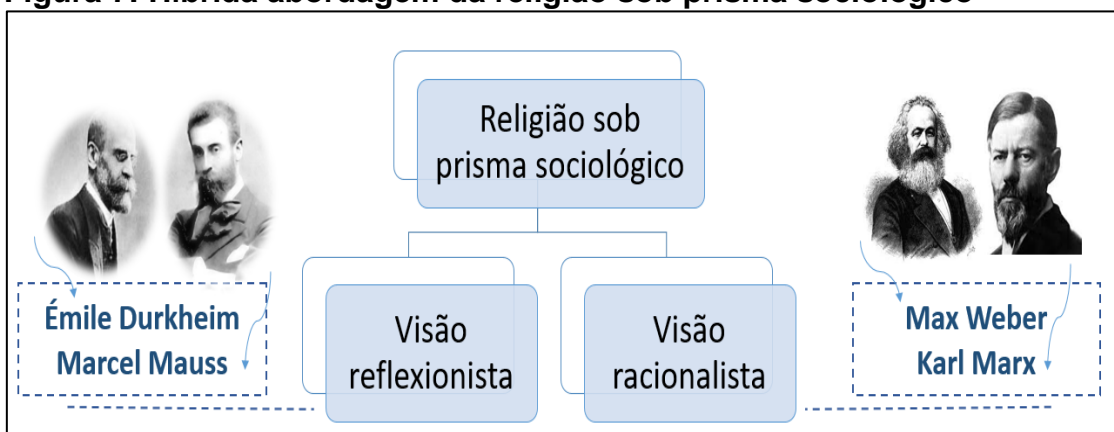 Religião sob
prisma sociológico
Émile Durkheim
Marcel Mauss
Visão
reflexionista
Visão
racionalista
Max Weber
Karl Marx